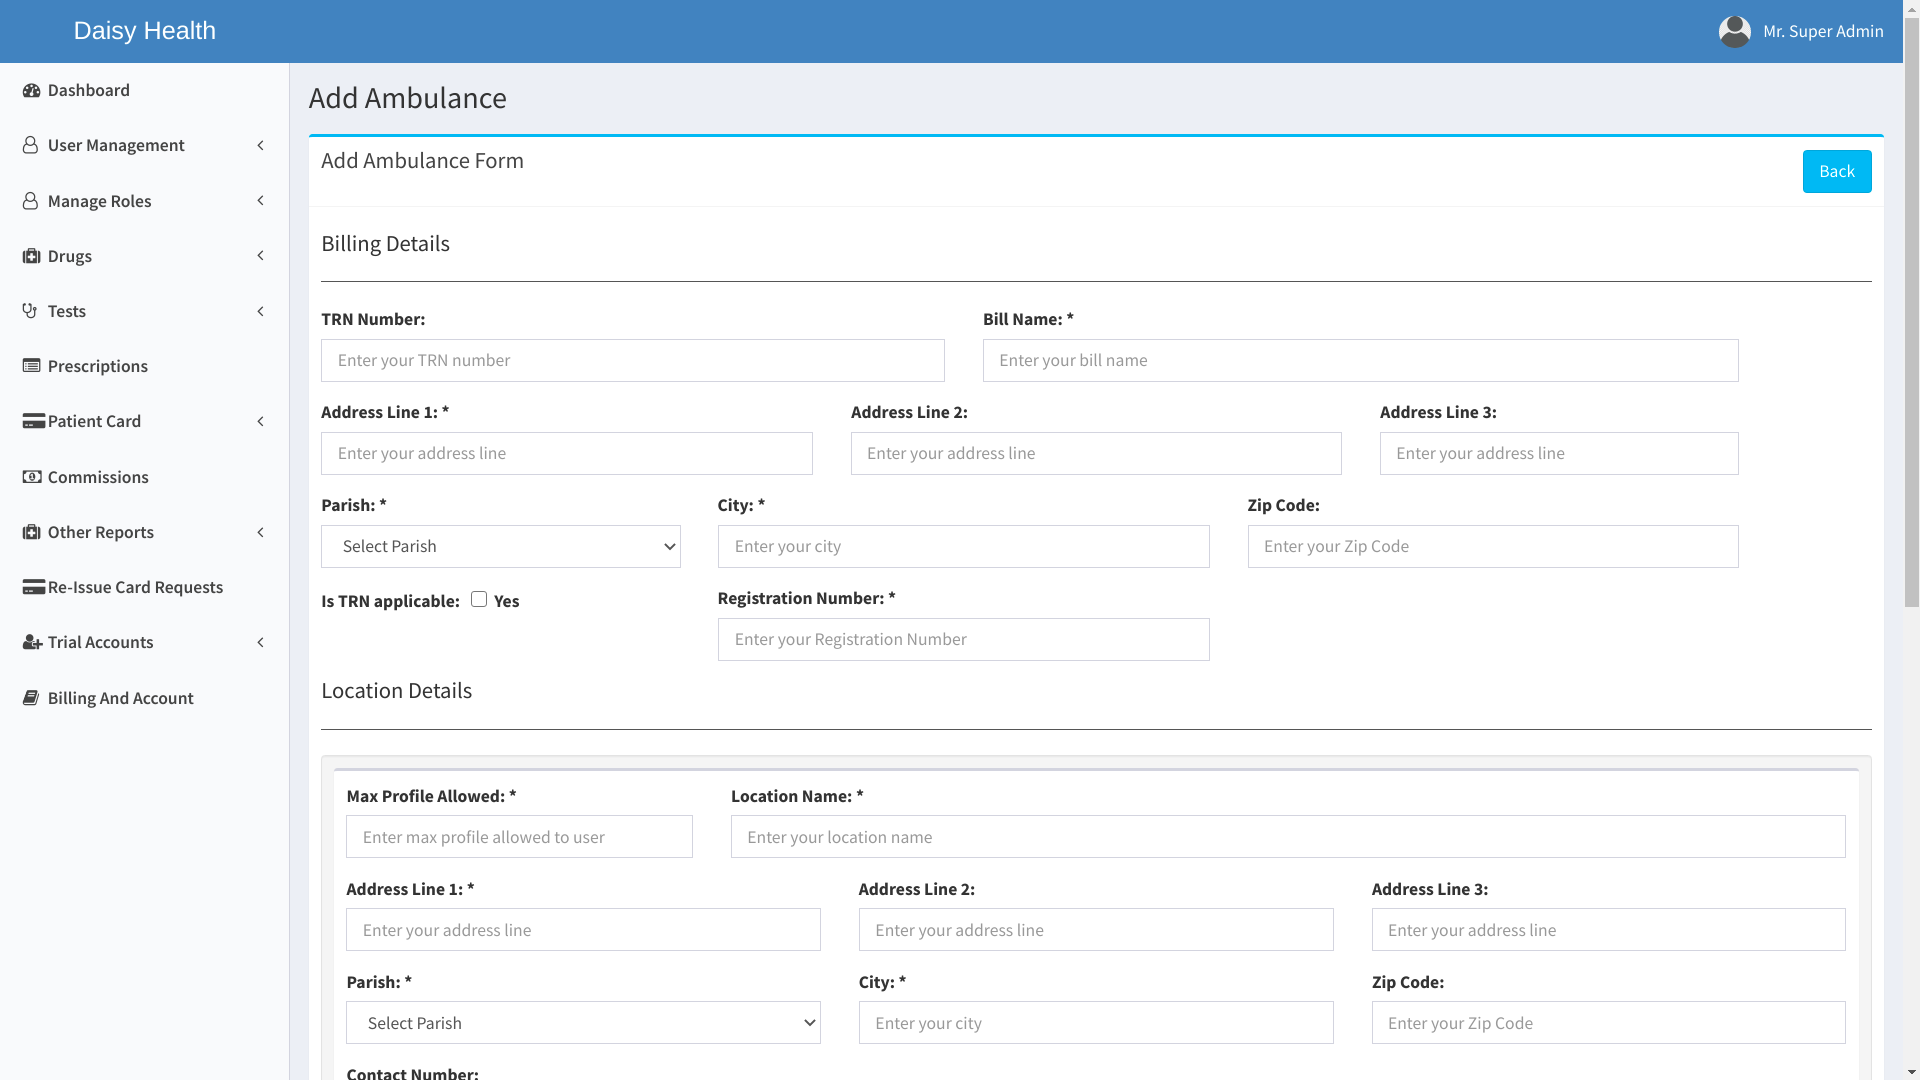 Daisy Health
Mr. Super Admin
Dashboard
User Management
Manage Roles
Drugs
Tests
Prescriptions
Patient Card
Commissions
Other Reports
Re-Issue Card Requests
Trial Accounts
Billing And Account
Add Ambulance
Add Ambulance Form
Back
Billing Details
TRN Number:
Bill Name: *
Enter your TRN number
Enter your bill name
Address Line 1: *
Address Line 2:
Address Line 3:
Enter your address line
Enter your address line
Enter your address line
Parish: *
City: *
Zip Code:
Select Parish
Enter your city
Enter your Zip Code
Is TRN applicable:
Yes
Registration Number: *
Enter your Registration Number
Location Details
Max Profile Allowed: *
Location Name: *
Enter max profile allowed to user
Enter your location name
Address Line 1: *
Address Line 2:
Address Line 3:
Enter your address line
Enter your address line
Enter your address line
Parish: *
City: *
Zip Code:
Select Parish
Enter your city
Enter your Zip Code
Contact Number: